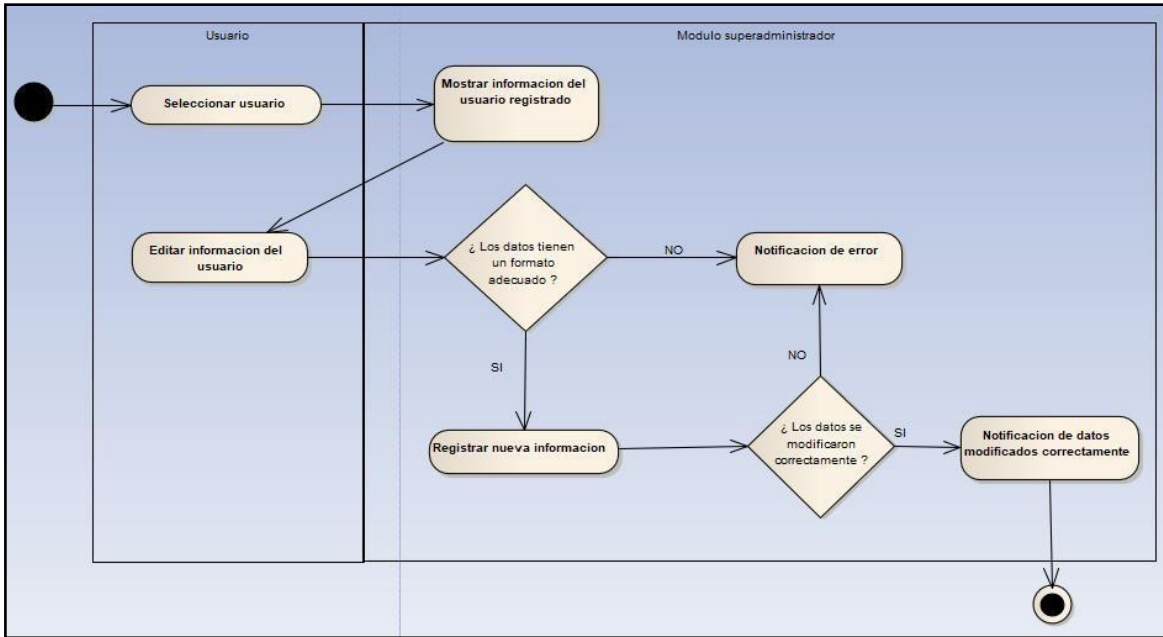 Usuario
Modulo superadministrador
Seleccionar usuario
Mostrar informacion del
usuario registrado
Editar informacion del
usuario
¿ Los datos tienen
un formato
adecuado ?
NO
Notificacion de error
SI
NO
Registrar nueva informacion
¿ Los datos se
modificaron
correctamente ?
SI
Notificacion de datos
modificados correctamente